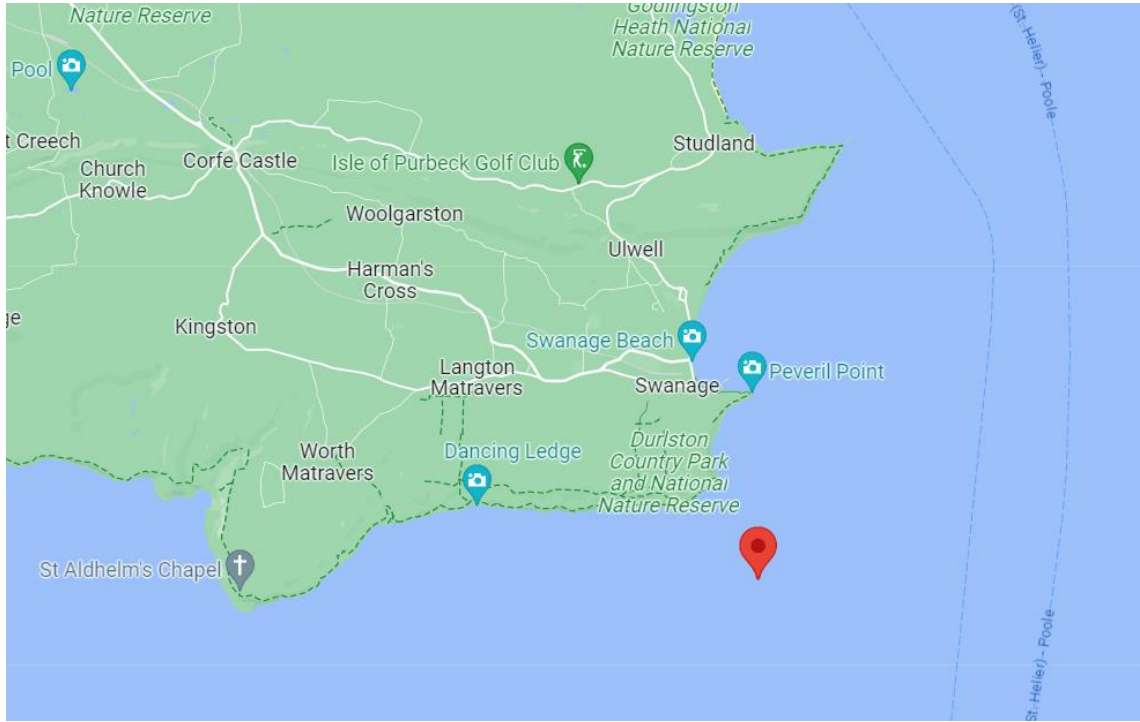 Nature Reserve
Godlingston
Heath National
Nature Reserve
(St. Helier) - Poole
Pool
t Creech
Church
Knowle
Corfe Castle
Isle of Purbeck Golf Club
Studland
Woolgarston
Ulwell
Harman's
Cross
ge
Kingston
Swanage Beach
Langton
Matravers
Swanage
Peveril Point
Worth
Matravers
Dancing Ledge
Durlston
Country Park
and National
Nature Reserve
St Aldhelm's Chapel
St. Helier) - Poole